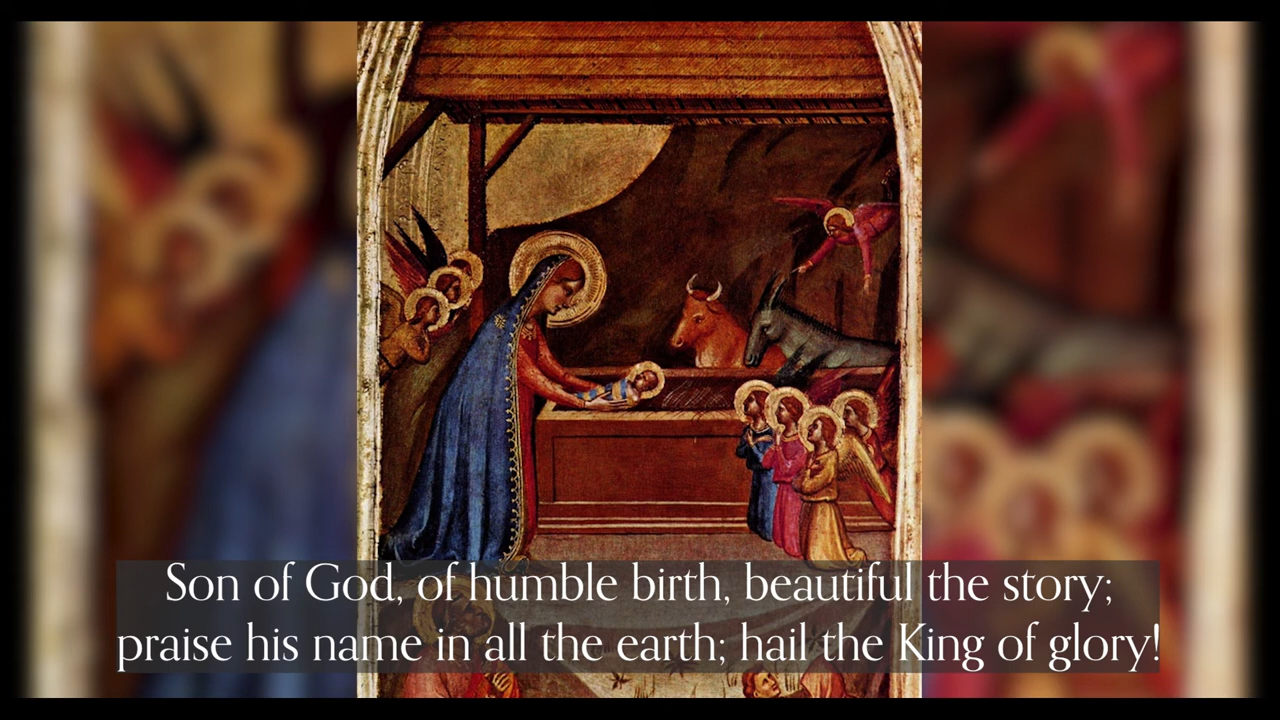 Son of God, of humble birth, beautiful the story;
praise his name in all the earth; hail the King of glory!